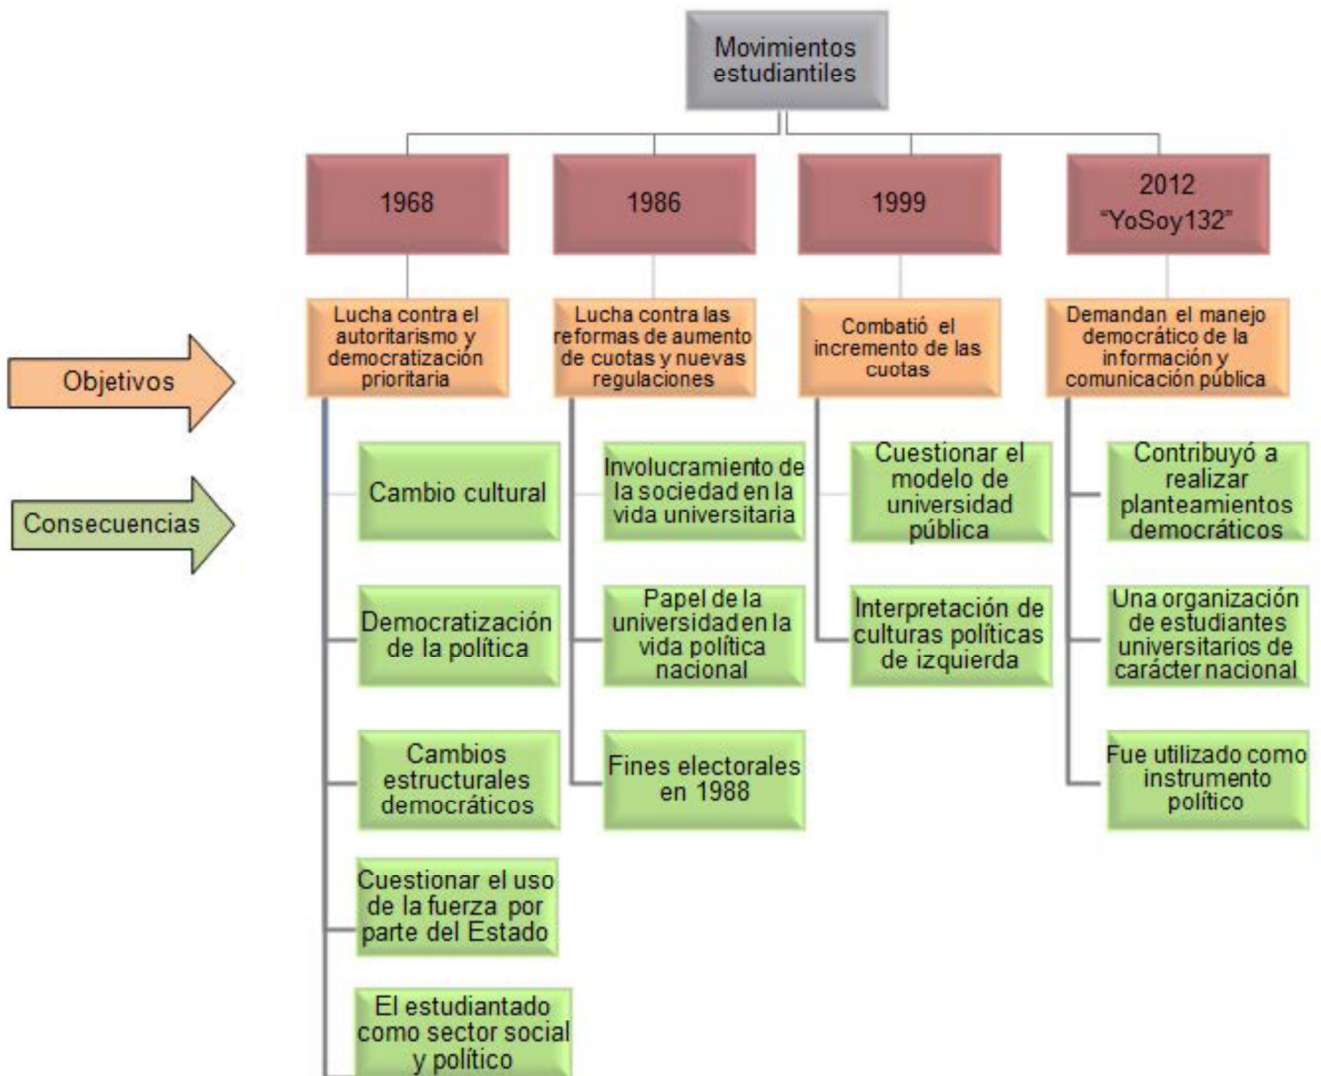 Movimientos
estudiantiles
1968
1986
1999
2012
“YoSoy132”
Objetivos
Lucha contra el
autoritarismo y
democratización
prioritaria
Lucha contra las
reformas de aumento
de cuotas y nuevas
regulaciones
Combatió el
incremento de las
cuotas
Demandan el manejo
democrático de la
información y
comunicación pública
Consecuencias
Cambio cultural
Democratización
de la política
Cambios
estructurales
democráticos
Cuestionar el uso
de la fuerza por
parte del Estado
El estudiantado
como sector social
y político
Involucramiento de
la sociedad en la
vida universitaria
Papel de la
universidad en la
vida política
nacional
Fines electorales
en 1988
Cuestionar el
modelo de
universidad
pública
Interpretación de
culturas políticas
de izquierda
Contribuyó a
realizar
planteamientos
democráticos
Una organización
de estudiantes
universitarios de
carácter nacional
Fue utilizado como
instrumento
político